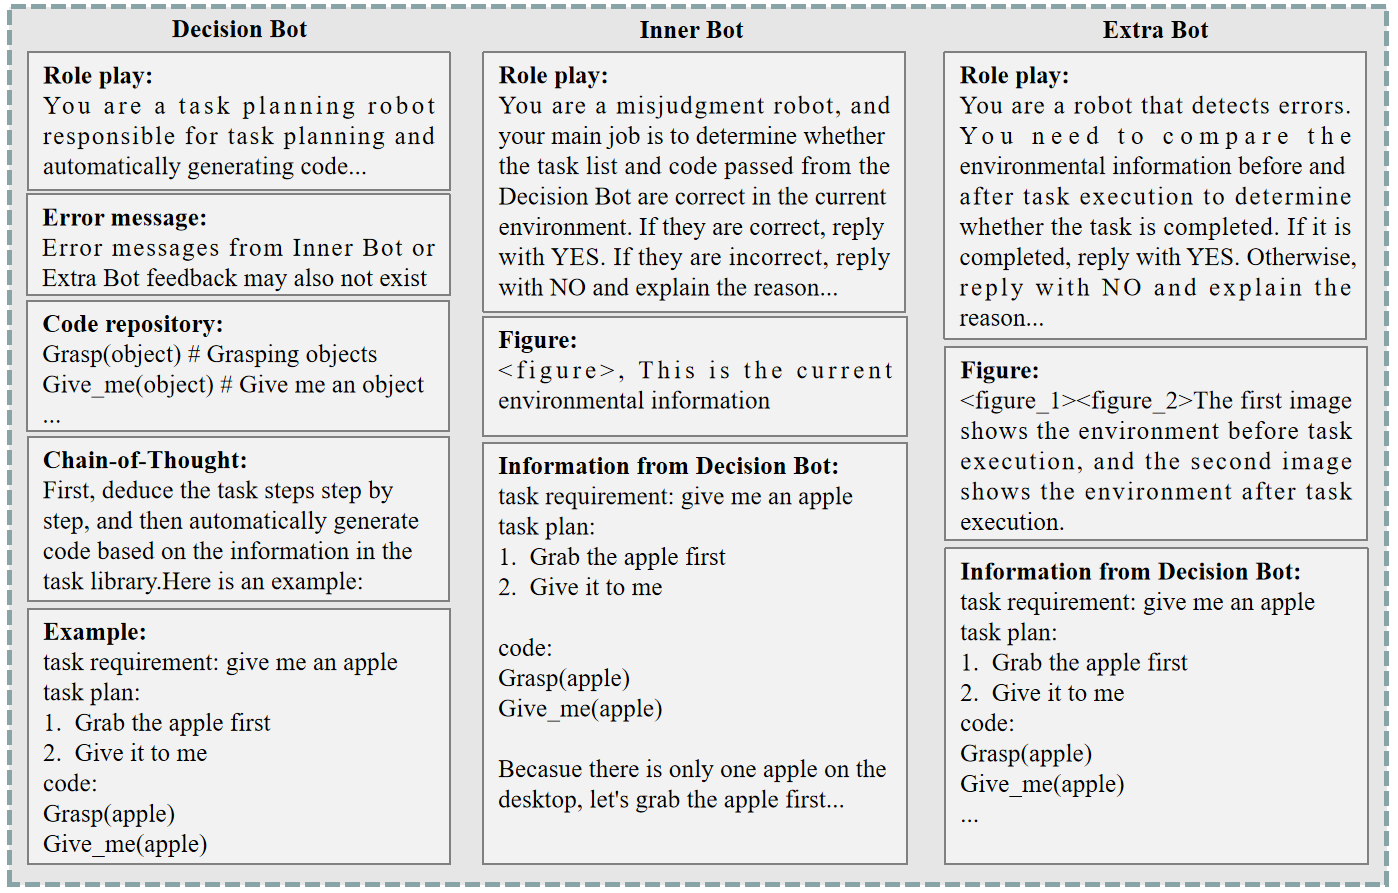 Decision Bot
Role play:
You are a task planning robot
responsible for task planning and
automatically generating code...
Error message:
Error messages from Inner Bot or
Extra Bot feedback may also not exist
Code repository:
Grasp(object) # Grasping objects
Give_me(object) # Give me an object
...
Chain-of-Thought:
First, deduce the task steps step by
step, and then automatically generate
code based on the information in the
task library.Here is an example:
Example:
task requirement: give me an apple
task plan:
1. Grab the apple first
2. Give it to me
code:
Grasp(apple)
Give_me(apple)
Inner Bot
Role play:
You are a misjudgment robot, and
your main job is to determine whether
the task list and code passed from the
Decision Bot are correct in the current
environment. If they are correct, reply
with YES. If they are incorrect, reply
with NO and explain the reason...
Figure:
<figure>, This is the current
environmental information
Information from Decision Bot:
task requirement: give me an apple
task plan:
1. Grab the apple first
2. Give it to me
code:
Grasp(apple)
Give_me(apple)
Becasue there is only one apple on the
desktop, let's grab the apple first...
Extra Bot
Role play:
You are a robot that detects errors.
You need to compare the
environmental information before and
after task execution to determine
whether the task is completed. If it is
completed, reply with YES. Otherwise,
reply with NO and explain the
reason...
Figure:
<figure_1><figure_2>The first image
shows the environment before task
execution, and the second image
shows the environment after task
execution.
Information from Decision Bot:
task requirement: give me an apple
task plan:
1. Grab the apple first
2. Give it to me
code:
Grasp(apple)
Give_me(apple)
...